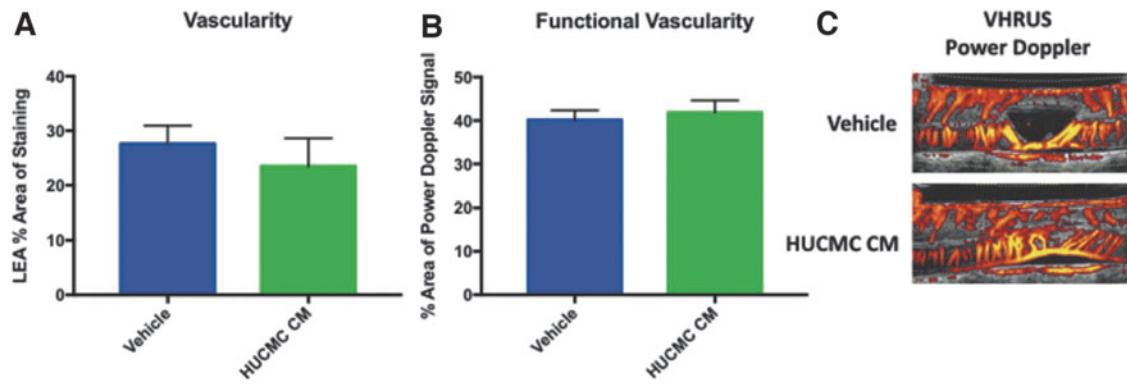 A
Vascularity
LEA % Area of Staining
40
30
20
10
0
Vehicle
HUCMC CM
B
Functional Vascularity
% Area of Power Doppler Signal
50
40
30
20
10
0
Vehicle
HUCMC CM
C
VHRUS
Power Doppler
Vehicle
HUCMC CM